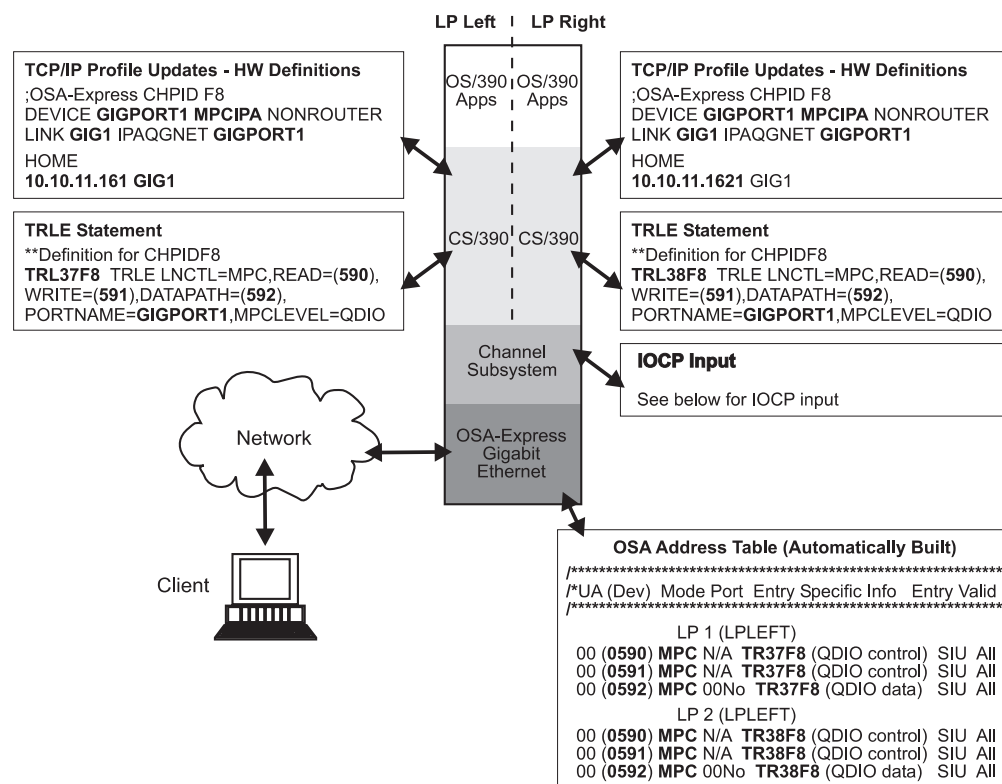 LP Left
LP Right
TCP/IP Profile Updates - HW Definitions
;OSA-Express CHPID F8
DEVICE GIGPORT1 MPCIPA NONROUTER
LINK GIG1 IPAQGNET GIGPORT1
HOME
10.10.11.161 GIG1
TRLE Statement
**Definition for CHPIDF8
TRL37F8 TRLE LNCTL=MPC,READ=(590),
WRITE=(591),DATAPATH=(592),
PORTNAME=GIGPORT1,MPCLEVEL=QDIO
OS/390
Apps
OS/390
Apps
CS/390
CS/390
Channel
Subsystem
OSA-Express
Gigabit
Ethernet
TCP/IP Profile Updates - HW Definitions
;OSA-Express CHPID F8
DEVICE GIGPORT1 MPCIPA NONROUTER
LINK GIG1 IPAQGNET GIGPORT1
HOME
10.10.11.1621 GIG1
TRLE Statement
**Definition for CHPIDF8
TRL38F8 TRLE LNCTL=MPC,READ=(590),
WRITE=(591),DATAPATH=(592),
PORTNAME=GIGPORT1,MPCLEVEL=QDIO
IOCP Input
See below for IOCP input
Network
Client
OSA Address Table (Automatically Built)
/*******************************************************
/*UA (Dev) Mode Port Entry Specific Info Entry Valid
/*******************************************************
LP 1 (LPLEFT)
00 (0590) MPC N/A TR37F8 (QDIO control) SIU All
00 (0591) MPC N/A TR37F8 (QDIO control) SIU All
00 (0592) MPC 00No TR37F8 (QDIO data) SIU All
LP 2 (LPLEFT)
00 (0590) MPC N/A TR38F8 (QDIO control) SIU All
00 (0591) MPC N/A TR38F8 (QDIO control) SIU All
00 (0592) MPC 00No TR38F8 (QDIO data) SIU All